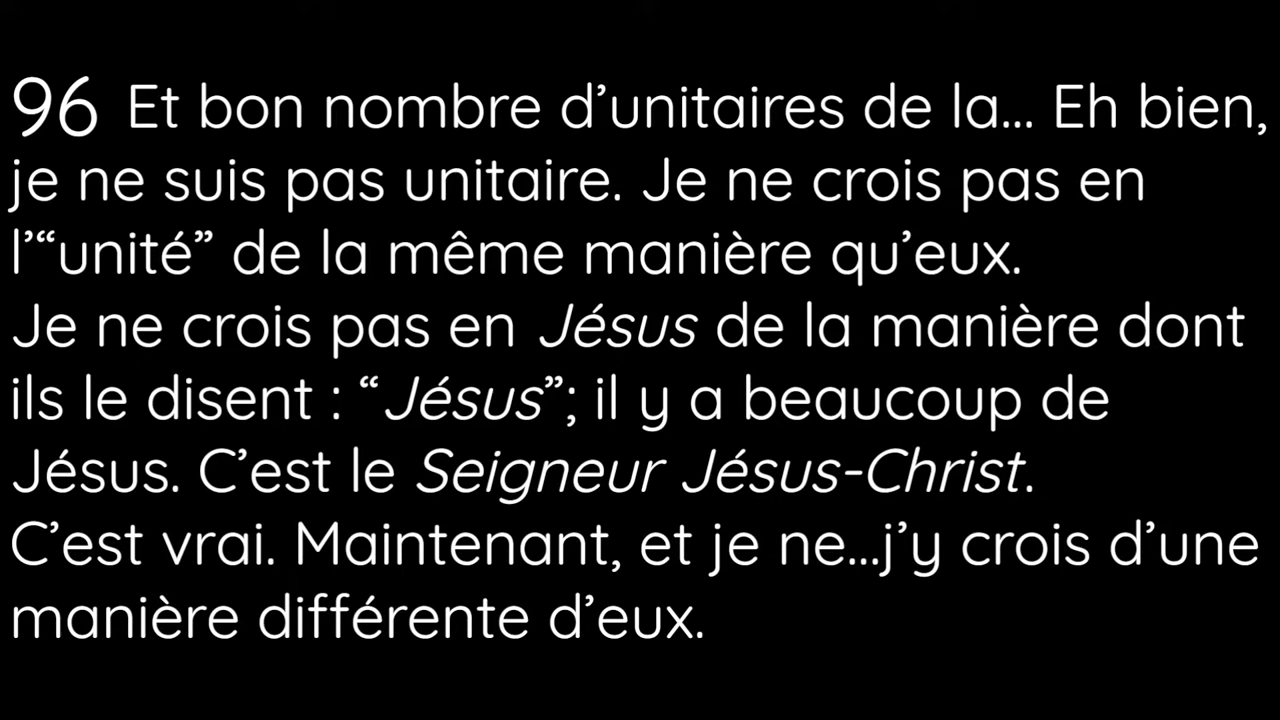 96 Et bon nombre d’unitaires de la... Eh bien,
je ne suis pas unitaire. Je ne crois pas en
l’“unité” de la même manière qu’eux.
Je ne crois pas en Jésus de la manière dont
ils le disent : “Jésus”; il y a beaucoup de
Jésus. C’est le Seigneur Jésus-Christ.
C’est vrai. Maintenant, et je ne...j’y crois d’une
manière différente d’eux.